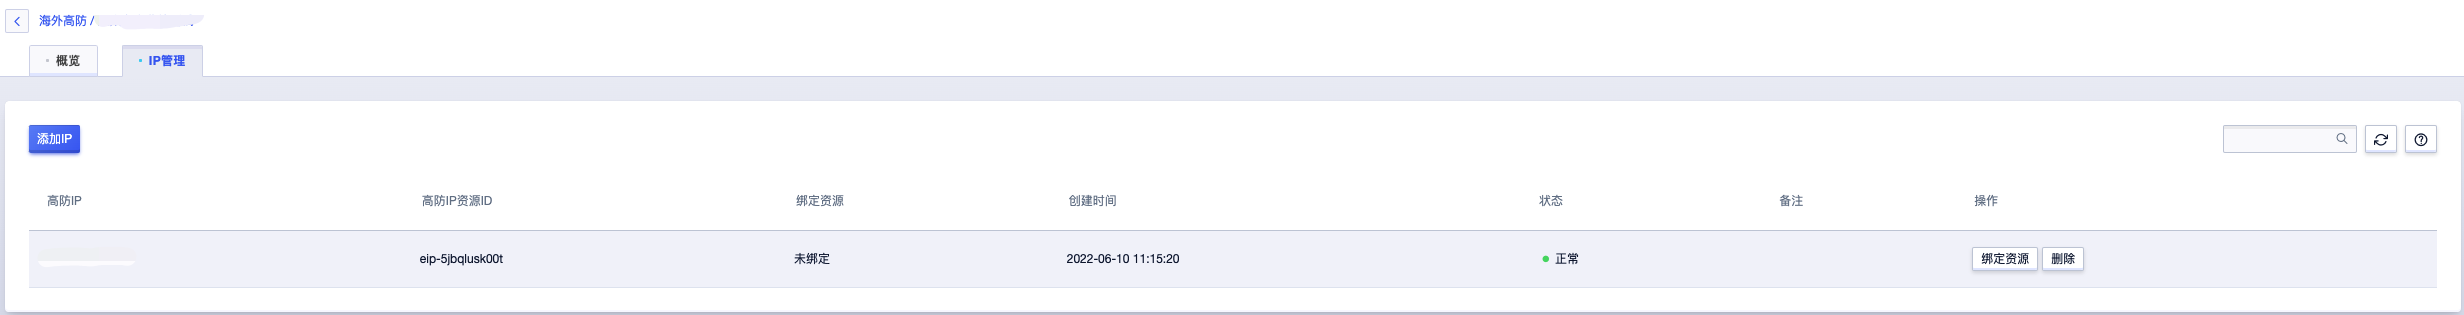 海外高防 /
概览
IP管理
添加IP
高防IP 高防IP资源ID 绑定资源 创建时间 状态 备注 操作
eip-5jbqlusk00t 未绑定 2022-06-10 11:15:20 正常 绑定资源 删除